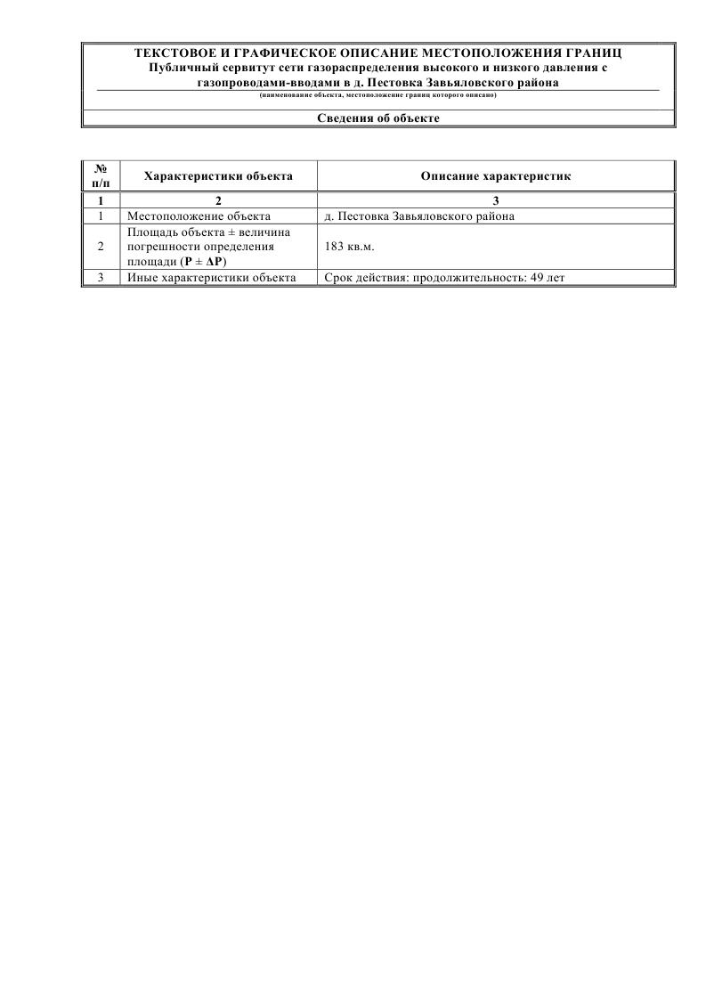 ТЕКСТОВОЕ И ГРАФИЧЕСКОЕ ОПИСАНИЕ МЕСТОПОЛОЖЕНИЯ ГРАНИЦ
Публичный сервитут сети газораспределения высокого и низкого давления с
газопроводами-вводами в д. Пестовка Завьяловского района
(наименование объекта, местоположение границ которого описано)
Сведения об объекте
№
п/п
Характеристики объекта
Описание характеристик
1 2 3
1 Местоположение объекта д. Пестовка Завьяловского района
Площадь объекта ± величина
2 погрешности определения 183 кв.м.
площади (P ± ΔP)
3 Иные характеристики объекта Срок действия: продолжительность: 49 лет